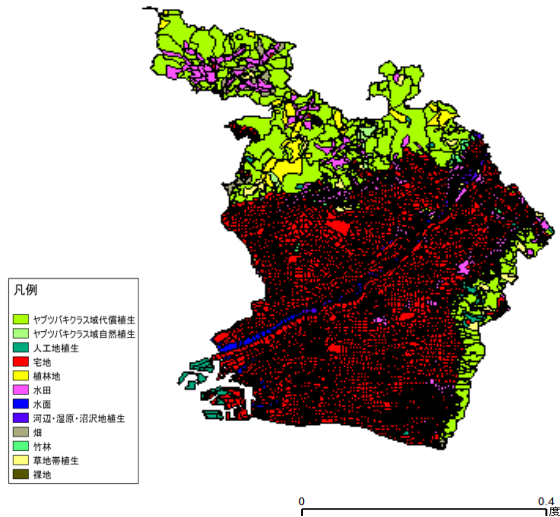 凡例
ヤブツバキクラス域代償植生
ヤブツバキクラス域自然植生
人工地植生
宅地
植林地
水田
水面
河辺・湿原・沼沢地植生
畑
竹林
草地帯植生
裸地
0 0.4
度